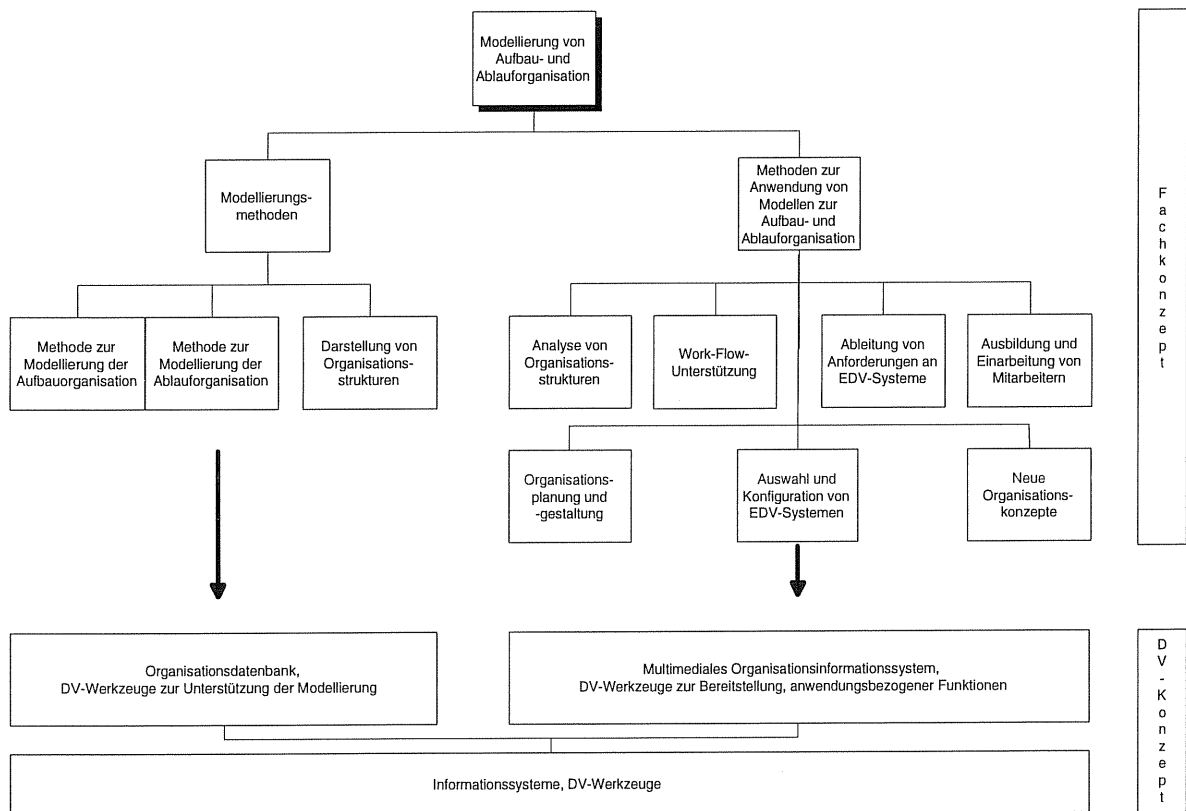 Modellierung von
Aufbau- und
Ablauforganisation
Modellierungs-
methoden
Methoden zur
Anwendung von
Modellen zur
Aufbau- und
Ablauforganisation
Methode zur
Modellierung der
Aufbauorganisation
Methode zur
Modellierung der
Ablauforganisation
Darstellung von
Organisations-
strukturen
Analyse von
Organisations-
strukturen
Work-Flow-
Unterstützung
Ableitung von
Anforderungen an
EDV-Systeme
Ausbildung und
Einarbeitung von
Mitarbeitern
Organisations-
planung und
-gestaltung
Auswahl und
Konfiguration von
EDV-Systemen
Neue
Organisations-
konzepte
Fachkonzept
Organisationsdatenbank,
DV-Werkzeuge zur Unterstützung der Modellierung
Multimediales Organisationsinformationssystem,
DV-Werkzeuge zur Bereitstellung, anwendungsbezogener Funktionen
Informationssysteme, DV-Werkzeuge
DV-Konzept